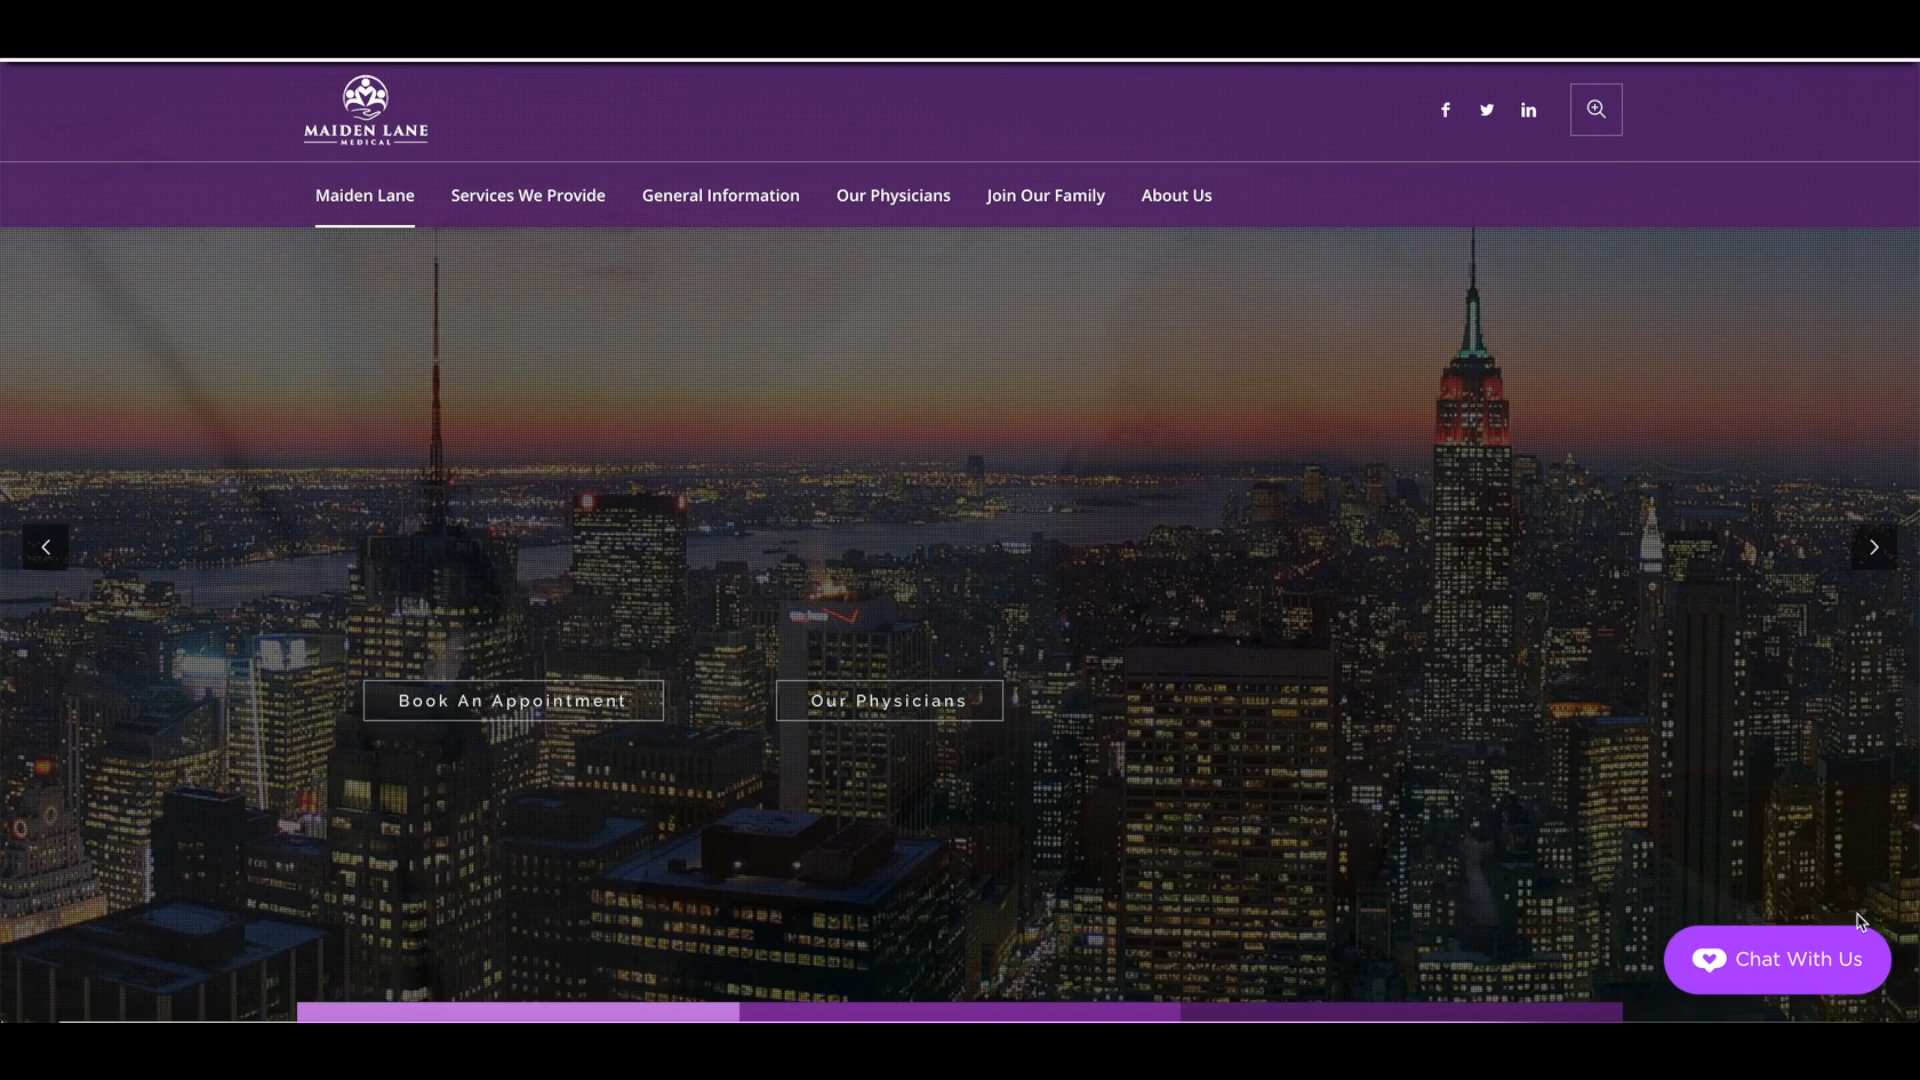 MAIDEN LANE
MEDICAL
Maiden Lane
Services We Provide
General Information
Our Physicians
Join Our Family
About Us
Book An Appointment
Our Physicians
Chat With Us